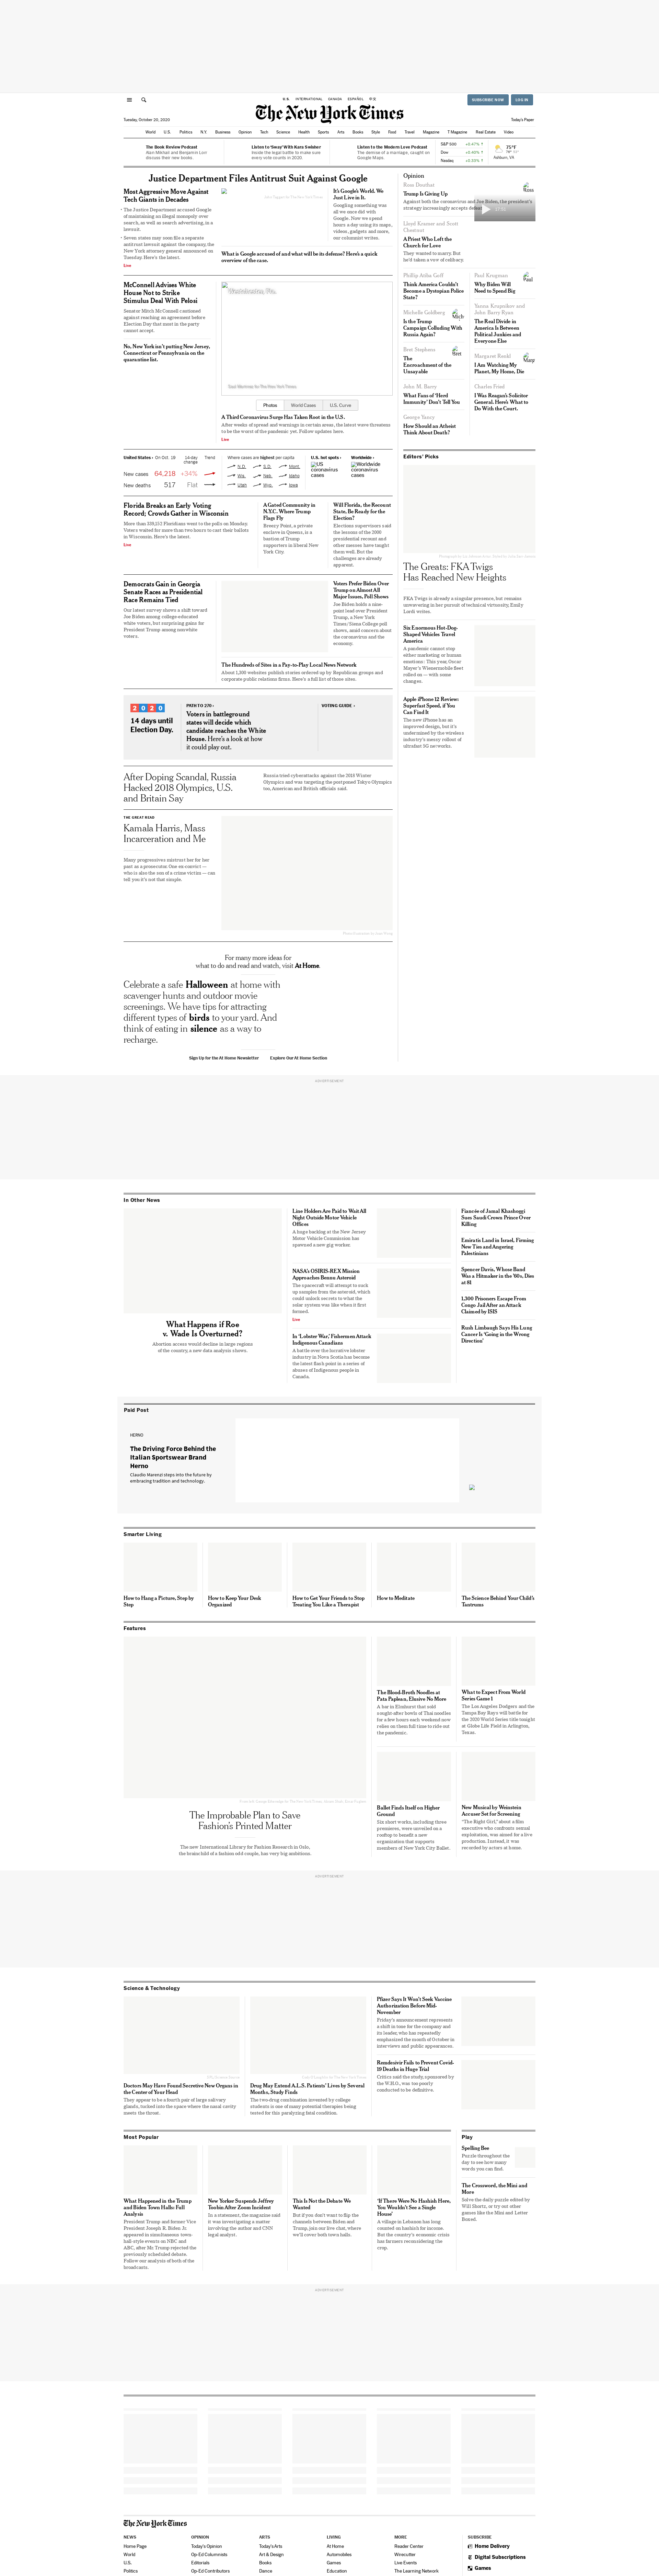 U.S.
INTERNATIONAL
CANADA
ESPAÑOL
中文
SUBSCRIBE NOW
LOG IN
The New York Times
Tuesday, October 20, 2020
Today's Paper
World
U.S.
Politics
N.Y.
Business
Opinion
Tech
Science
Health
Sports
Arts
Books
Style
Food
Travel
Magazine
T Magazine
Real Estate
Video
The Book Review Podcast
Listen to 'Sway' With Kara Swisher
Inside the legal battle to make sure
every vote counts in 2020.
Listen to the Modern Love Podcast
The demise of a marriage, caught on
Google Maps.
S&P 500
+0.47%
Dow
+0.40%
Nasdaq
+0.33%
75°F
Ashburn, VA
Justice Department Files Antitrust Suit Against Google
Most Aggressive Move Against
Tech Giants in Decades
The Justice Department accused Google
of maintaining an illegal monopoly over
search, as well as search advertising, in a
lawsuit.
• Seven states may soon file a separate
antitrust lawsuit against the company, the
New York attorney general announced on
Tuesday. Here's the latest.
Live
It's Google's World. We
Just Live in It.
Googling something was
all we once did with
Google. Now we spend
hours a day using its maps,
videos, gadgets and more,
our columnist writes.
What is Google accused of and what will be its defense? Here's a quick
overview of the case.
McConnell Advises White
House Not to Strike
Stimulus Deal With Pelosi
Senator Mitch McConnell cautioned
against reaching an agreement before
Election Day that most in the party
cannot accept.
No, New York isn't putting New Jersey,
Connecticut or Pennsylvania on the
quarantine list.
Photos
World Cases
U.S. Curve
A Third Coronavirus Surge Has Taken Root in the U.S.
After weeks of spread and warnings in certain areas, the latest wave threatens
to be the worst of the pandemic yet. Follow updates here.
Live
United States › On Oct. 19
14-day
change
Trend
New cases 64,218 +34%
New deaths 517 Flat
Where cases are highest per capita
N.D.
S.D.
Mont.
Wis.
Neb.
Idaho
Utah
Wyo.
Iowa
U.S. hot spots ›
US
coronavirus
cases
Worldwide ›
Worldwide
coronavirus
cases
Florida Breaks an Early Voting
Record; Crowds Gather in Wisconsin
More than 339,253 Floridians went to the polls on Monday.
Voters waited for more than two hours to cast their ballots
in Wisconsin. Here's the latest.
Live
A Gated Community in
N.Y.C. Where Trump
Flags Fly
Breezy Point, a private
enclave in Queens, is a
bastion of Trump
supporters in liberal New
York City.
Will Florida, the Recount
State, Be Ready for the
Election?
Elections supervisors said
the lessons of the 2000
presidential recount and
other messes have taught
them well. But the
challenges are already
apparent.
Democrats Gain in Georgia
Senate Races as Presidential
Race Remains Tied
Our latest survey shows a shift toward
Joe Biden among college-educated
white voters, but surprising gains for
President Trump among nonwhite
voters.
Voters Prefer Biden Over
Trump on Almost All
Major Issues, Poll Shows
Joe Biden holds a nine-
point lead over President
Trump, a New York
Times/Siena College poll
shows, amid concern about
the coronavirus and the
economy.
The Hundreds of Sites in a Pay-to-Play Local News Network
About 1,300 websites publish stories ordered up by Republican groups and
corporate public relations firms. Here's a full list of those sites.
2020
14 days until
Election Day.
PATH TO 270 ›
Voters in battleground
states will decide which
candidate reaches the White
House. Here's a look at how
it could play out.
VOTING GUIDE ›
After Doping Scandal, Russia
Hacked 2018 Olympics, U.S.
and Britain Say
Russia tried cyberattacks against the 2018 Winter
Olympics and was targeting the postponed Tokyo Olympics
too, American and British officials said.
THE GREAT READ
Kamala Harris, Mass
Incarceration and Me
Many progressives mistrust her for her
past as a prosecutor. One ex-convict —
who is also the son of a crime victim — can
tell you it's not that simple.
For many more ideas for
what to do and read and watch, visit At Home.
Celebrate a safe Halloween at home with
scavenger hunts and outdoor movie
screenings. We have tips for attracting
different types of birds to your yard. And
think of eating in silence as a way to
recharge.
Sign Up for the At Home Newsletter
Explore Our At Home Section
Opinion
Ross Douthat
Trump Is Giving Up
Against both the coronavirus and Joe Biden, the president's
strategy increasingly accepts defeat.
Lloyd Kramer and Scott
Chestnut
A Priest Who Left the
Church for Love
They wanted to marry. But
he'd taken a vow of celibacy.
Phillip Atiba Goff
Think America Couldn't
Become a Dystopian Police
State?
Michelle Goldberg
Is the Trump
Campaign Colluding With
Russia Again?
Bret Stephens
The
Encroachment of the
Unsayable
John M. Barry
What Fans of 'Herd
Immunity' Don't Tell You
George Yancy
How Should an Atheist
Think About Death?
Paul Krugman
Why Biden Will
Need to Spend Big
Yanna Krupnikov and
John Barry Ryan
The Real Divide in
America Is Between
Political Junkies and
Everyone Else
Margaret Renkl
I Am Watching My
Planet, My Home, Die
Charles Fried
I Was Reagan's Solicitor
General. Here's What to
Do With the Court.
Editors' Picks
The Greats: FKA Twigs
Has Reached New Heights
FKA Twigs is already a singular presence, but remains
unwavering in her pursuit of technical virtuosity, Emily
Lordi writes.
Six Enormous Hot-Dog-
Shaped Vehicles Travel
America
A pandemic cannot stop
either marketing or human
nature: This year, Oscar
Mayer's Wienermobile fleet
rolled on — with some
changes.
Apple iPhone 12 Review:
Superfast Speed, if You
Can Find It
The new iPhone has an
improved design, but it's
undermined by the wireless
industry's messy rollout of
ultrafast 5G networks.
ADVERTISEMENT
In Other News
What Happens if Roe
v. Wade Is Overturned?
Abortion access would decline in large regions
of the country, a new data analysis shows.
Line Holders Are Paid to Wait All
Night Outside Motor Vehicle
Offices
A huge backlog at the New Jersey
Motor Vehicle Commission has
spawned a new gig worker.
NASA's OSIRIS-REX Mission
Approaches Bennu Asteroid
The spacecraft will attempt to suck
up samples from the asteroid, which
could unlock secrets to what the
solar system was like when it first
formed.
Live
In 'Lobster War,' Fishermen Attack
Indigenous Canadians
A battle over the lucrative lobster
industry in Nova Scotia has become
the latest flash point in a series of
abuses of Indigenous people in
Canada.
Fiancée of Jamal Khashoggi
Sues Saudi Crown Prince Over
Killing
Emiratis Land in Israel, Firming
New Ties and Angering
Palestinians
Spencer Davis, Whose Band
Was a Hitmaker in the '60s, Dies
at 81
1,300 Prisoners Escape From
Congo Jail After an Attack
Claimed by ISIS
Rush Limbaugh Says His Lung
Cancer Is 'Going in the Wrong
Direction'
Paid Post
HERNO
The Driving Force Behind the
Italian Sportswear Brand
Herno
Claudio Marenzi steps into the future by
embracing tradition and technology.
Smarter Living
How to Hang a Picture, Step by
Step
How to Keep Your Desk
Organized
How to Get Your Friends to Stop
Treating You Like a Therapist
How to Meditate
The Science Behind Your Child's
Tantrums
Features
The Improbable Plan to Save
Fashion's Printed Matter
The new International Library for Fashion Research in Oslo,
the brainchild of a fashion odd couple, has very big ambitions.
The Blood-Broth Noodles at
Pata Paplean, Elusive No More
A bar in Elmhurst that sold
sought-after bowls of Thai noodles
for a few hours each weekend now
relies on them full time to ride out
the pandemic.
What to Expect From World
Series Game 1
The Los Angeles Dodgers and the
Tampa Bay Rays will battle for
the 2020 World Series title tonight
at Globe Life Field in Arlington,
Texas.
Ballet Finds Itself on Higher
Ground
Six short works, including three
premieres, were unveiled on a
rooftop to benefit a new
organization that supports
members of New York City Ballet.
New Musical by Weinstein
Accuser Set for Screening
"The Right Girl," about a film
executive who confronts sexual
exploitation, was aimed for a live
premiere. Instead, it was
recorded by actors at home.
ADVERTISEMENT
Science & Technology
Doctors May Have Found Secretive New Organs in
the Center of Your Head
They appear to be a fourth pair of large salivary
glands, tucked into the space where the nasal cavity
meets the throat.
Drug May Extend A.L.S. Patients' Lives by Several
Months, Study Finds
The two-drug combination invented by college
students is one of many potential therapies being
tested for this paralyzing fatal condition.
Pfizer Says It Won't Seek Vaccine
Authorization Before Mid-
November
Friday's announcement represents
a shift in tone for the company and
its leader, who has repeatedly
emphasized the month of October in
interviews and public appearances.
Remdesivir Fails to Prevent Covid-
19 Deaths in Huge Trial
Critics said the study, sponsored by
the W.H.O., was too poorly
conducted to be definitive.
Most Popular
What Happened in the Trump
and Biden Town Halls: Full
Analysis
President Trump and former Vice
President Joseph R. Biden Jr.
appeared in simultaneous town-
hall-style events on NBC and
ABC, after Mr. Trump rejected the
previously scheduled debate.
Follow our analysis of both of the
broadcasts.
New Yorker Suspends Jeffrey
Toobin After Zoom Incident
In a statement, the magazine said
it was investigating a matter
involving the author and CNN
legal analyst.
This Is Not the Debate We
Wanted
But if you don't want to flip the
channels between Biden and
Trump, join our live chat, where
we'll cover both town halls.
'If There Were No Hashish Here,
You Wouldn't See a Single
House'
A village in Lebanon has long
counted on hashish for income.
But the country's economic crisis
has farmers reconsidering the
crop.
Play
Spelling Bee
Puzzle throughout the
day to see how many
words you can find.
The Crossword, the Mini and
More
Solve the daily puzzle edited by
Will Shortz, or try out other
games like the Mini and Letter
Boxed.
ADVERTISEMENT
The New York Times
NEWS
Home Page
World
U.S.
Politics
OPINION
Today's Opinion
Op-Ed Columnists
Editorials
Op-Ed Contributors
ARTS
Today's Arts
Art & Design
Books
Dance
LIVING
At Home
Automobiles
Games
Education
MORE
Reader Center
Wirecutter
Live Events
The Learning Network
SUBSCRIBE
Home Delivery
Digital Subscriptions
Games